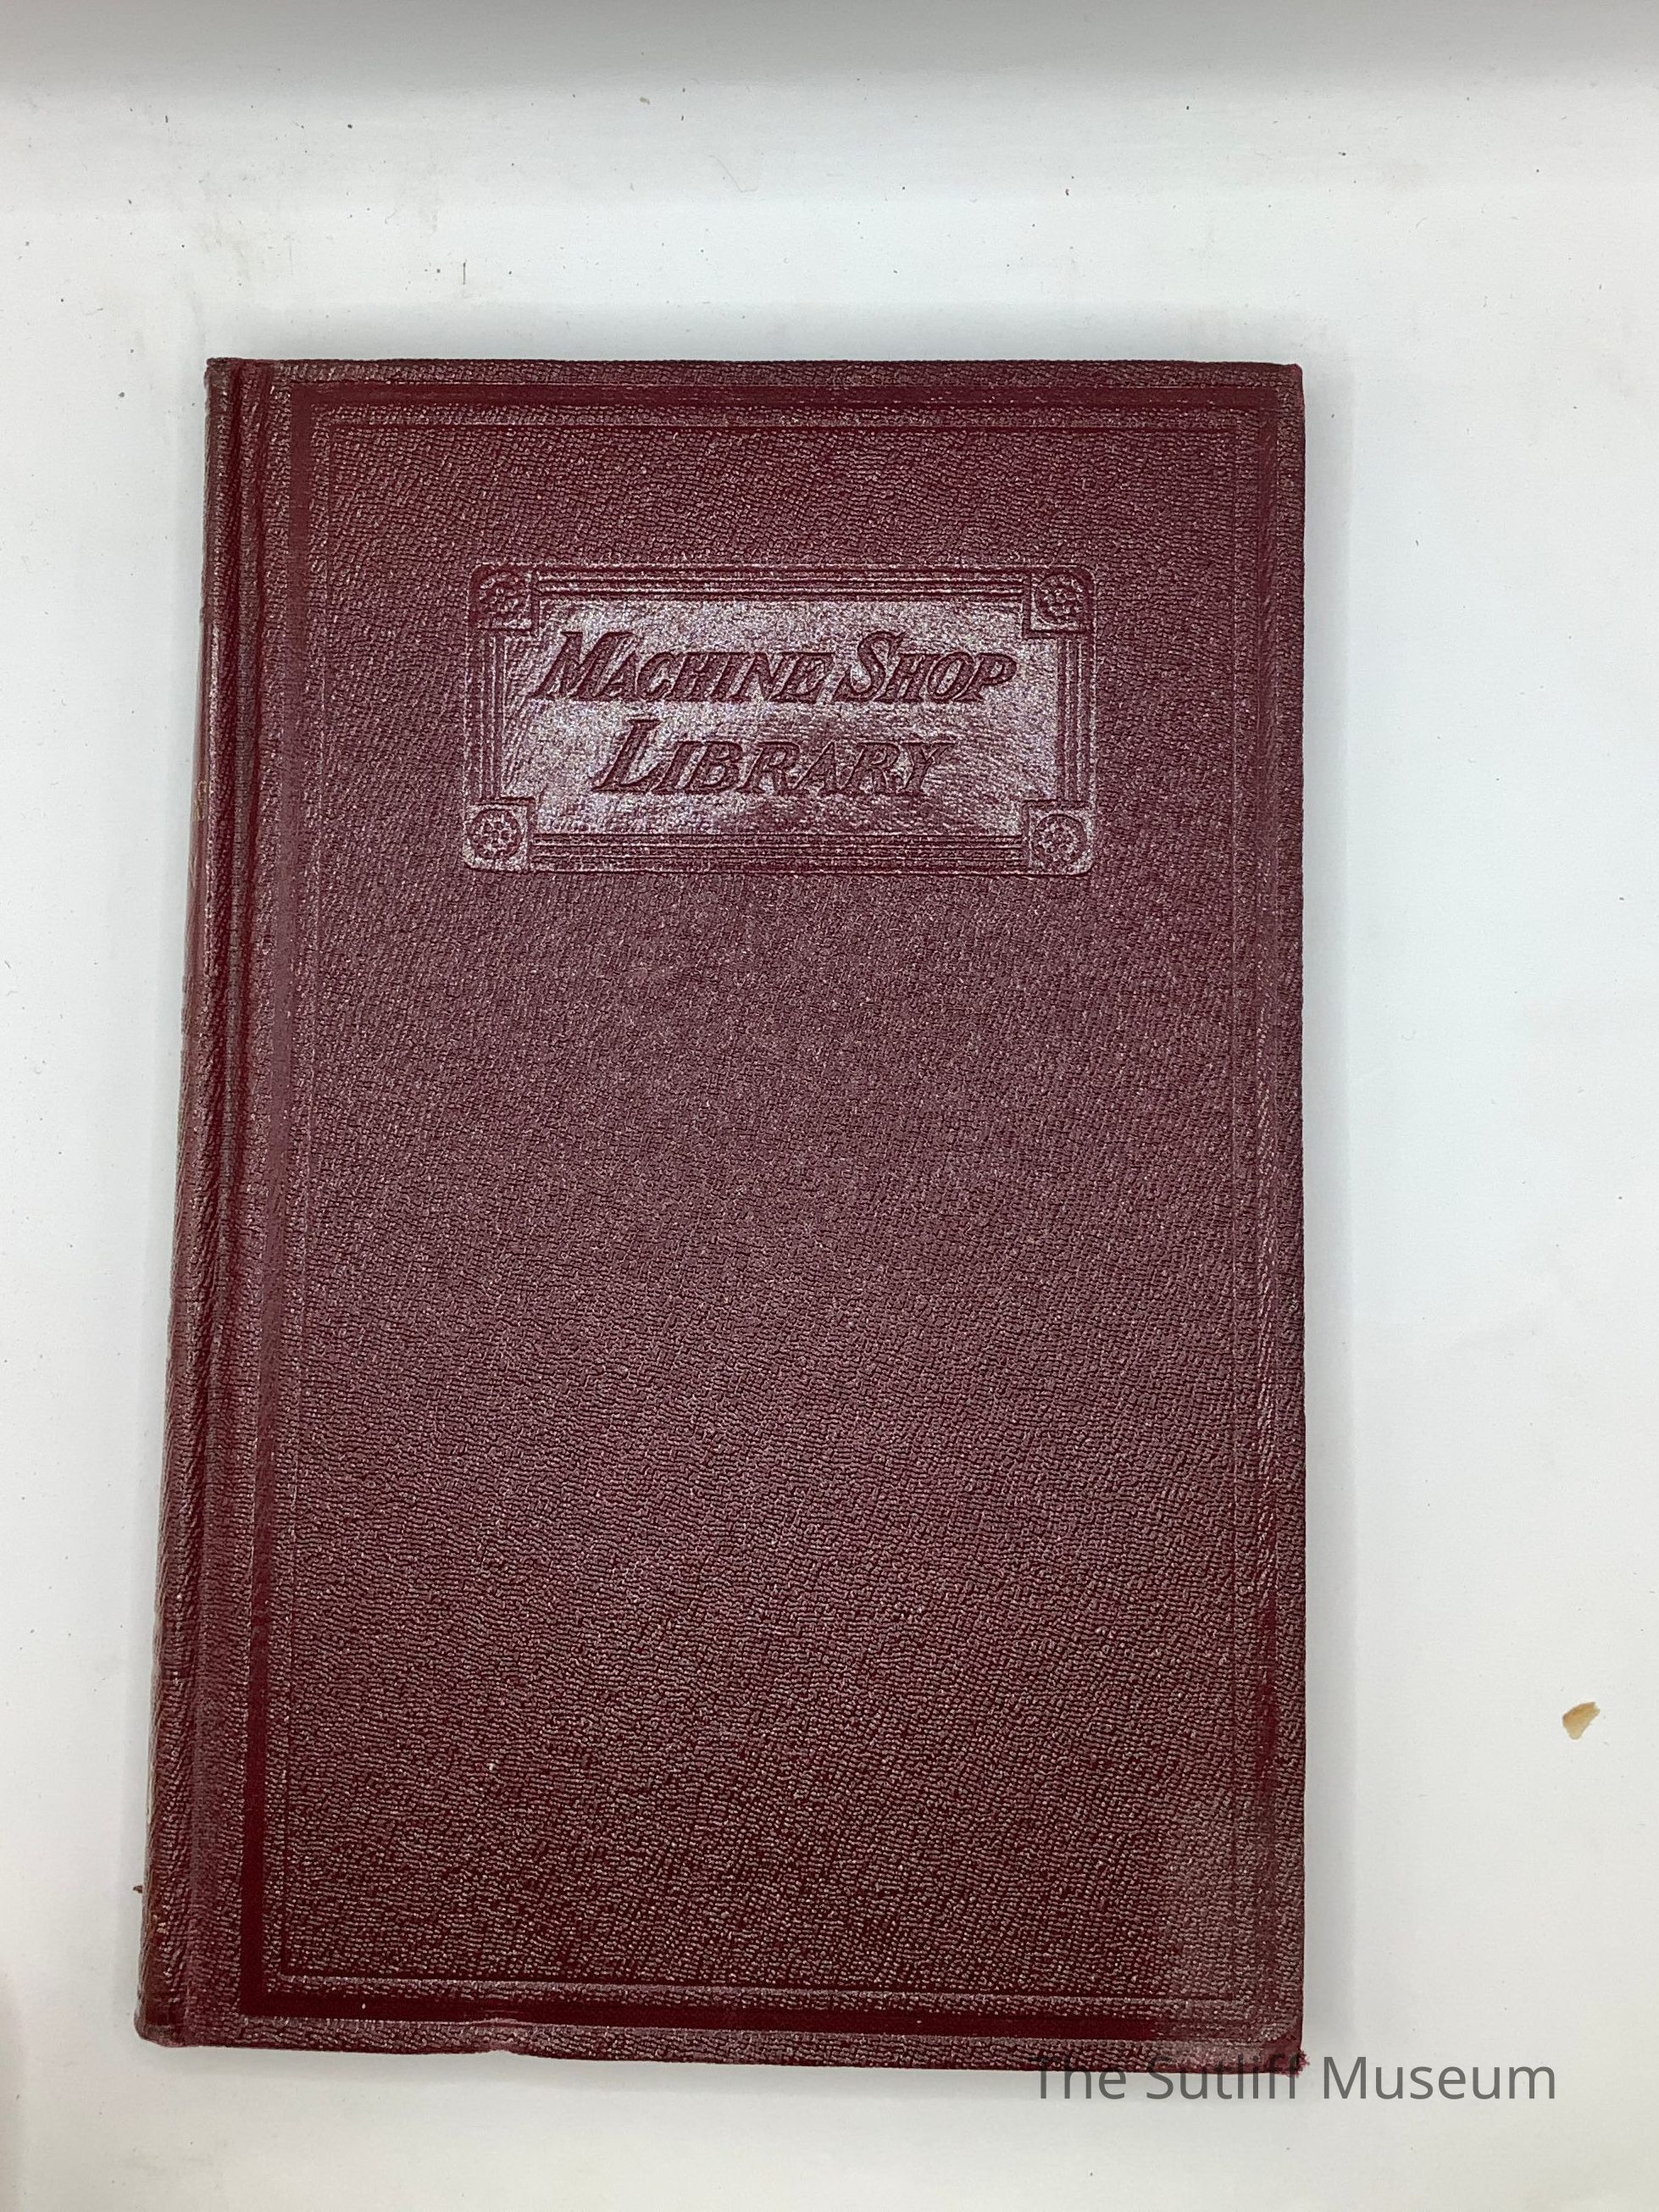 MACHINE SHOP
LIBRARY
The Sutliff Museum